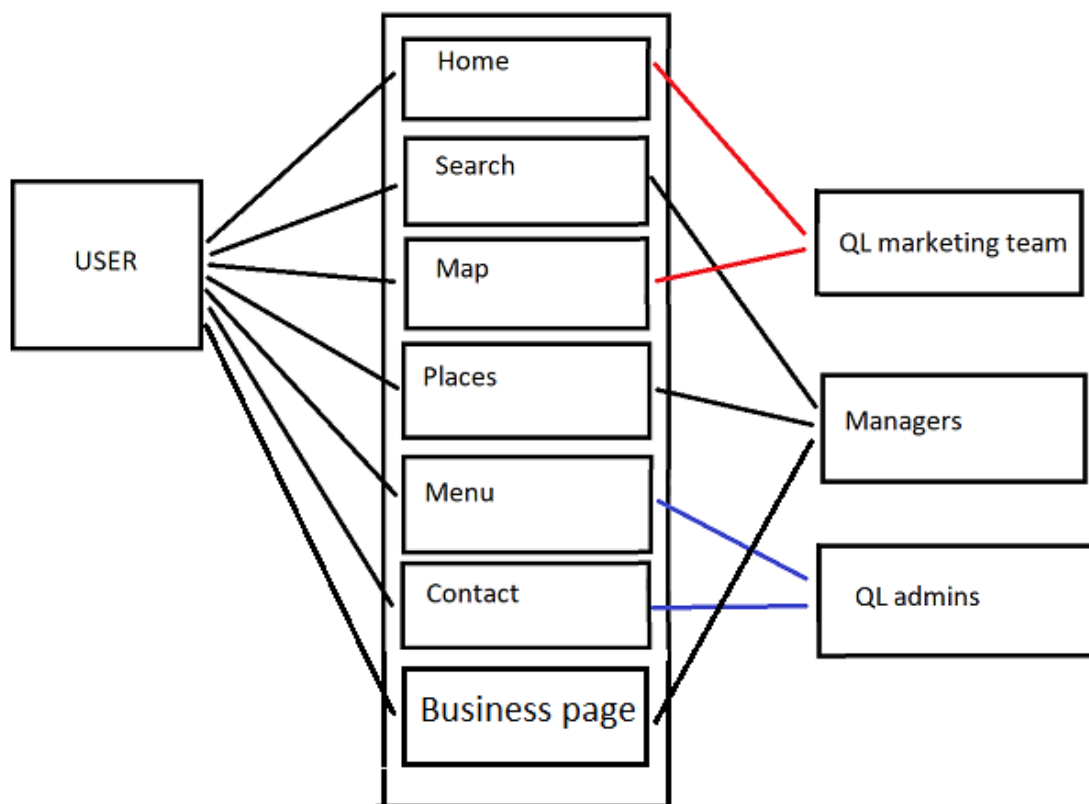 USER
Home
Search
Map
Places
Menu
Contact
Business page
QL marketing team
Managers
QL admins